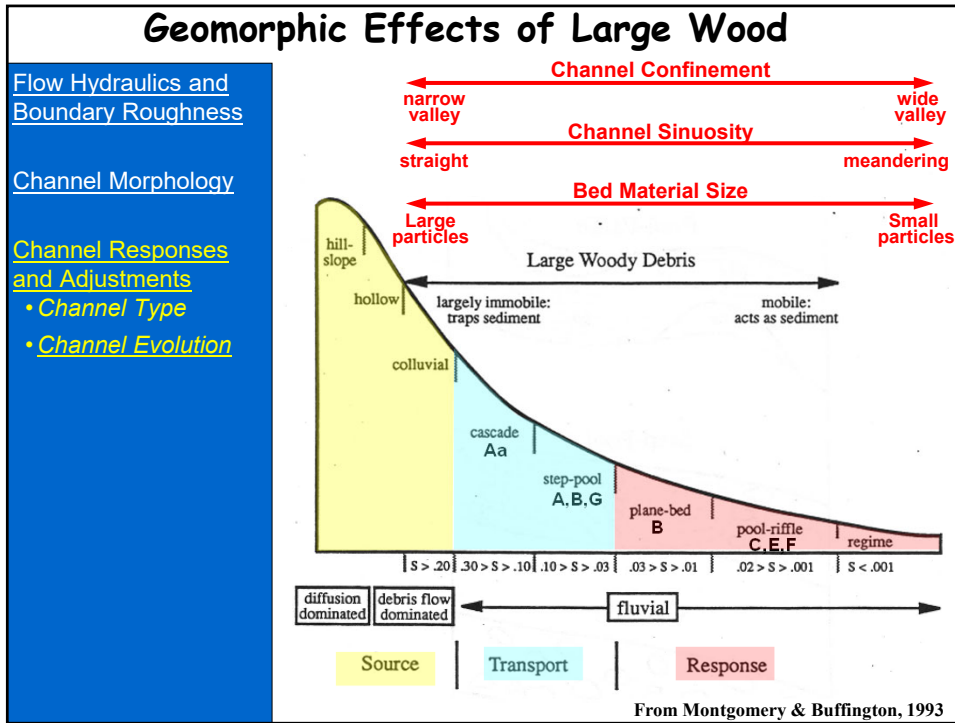 Geomorphic Effects of Large Wood
Flow Hydraulics and
Boundary Roughness
Channel Morphology
Channel Responses
and Adjustments
• Channel Type
• Channel Evolution
Channel Confinement
narrow
valley
wide
valley
Channel Sinuosity
straight
meandering
Bed Material Size
Large
particles
Small
particles
hill-
slope
Large Woody Debris
hollow
largely immobile:
traps sediment
mobile:
acts as sediment
colluvial
cascade
Aa
step-pool
A,B,G
plane-bed
B
pool-riffle
C,E,F
regime
S > .20
.30 > S > .10
.10 > S > .03
.03 > S > .01
.02 > S > .001
S < .001
diffusion
dominated
debris flow
dominated
fluvial
Source
Transport
Response
From Montgomery & Buffington, 1993